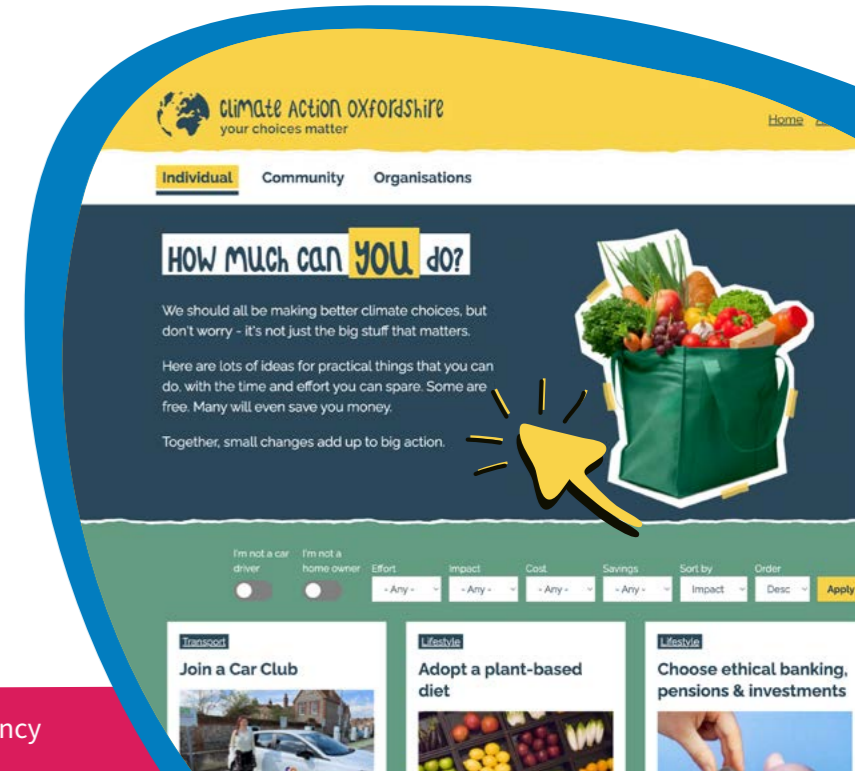 climate action oxfordshire
your choices matter
Home
Individual Community Organisations
How much can you do?
We should all be making better climate choices, but
don't worry - it's not just the big stuff that matters.
Here are lots of ideas for practical things that you can
do, with the time and effort you can spare. Some are
free. Many will even save you money.
Together, small changes add up to big action.
I'm not a car
driver
I'm not a
home owner
Effort Impact Cost Savings Sort by Order
- Any - - Any - - Any - - Any - Impact Desc Apply
Transport
Join a Car Club
Lifestyle
Adopt a plant-based
diet
Lifestyle
Choose ethical banking,
pensions & investments
ncy